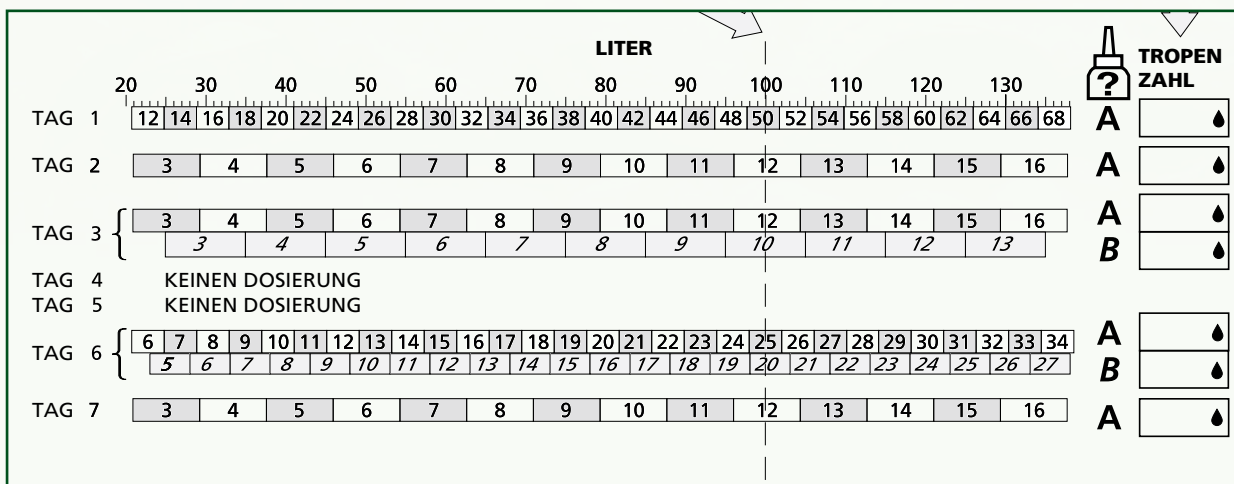 LITER
TROPEN
ZAHL
?
20 30 40 50 60 70 80 90 100 110 120 130
TAG 1 12 14 16 18 20 22 24 26 28 30 32 34 36 38 40 42 44 46 48 50 52 54 56 58 60 62 64 66 68 A
TAG 2 3 4 5 6 7 8 9 10 11 12 13 14 15 16 A
3 4 5 6 7 8 9 10 11 12 13 14 15 16 A
TAG 3
3 4 5 6 7 8 9 10 11 12 13 B
TAG 4 KEINEN DOSIERUNG
TAG 5 KEINEN DOSIERUNG
6 7 8 9 10 11 12 13 14 15 16 17 18 19 20 21 22 23 24 25 26 27 28 29 30 31 32 33 34 A
TAG 6
5 6 7 8 9 10 11 12 13 14 15 16 17 18 19 20 21 22 23 24 25 26 27 B
TAG 7 3 4 5 6 7 8 9 10 11 12 13 14 15 16 A